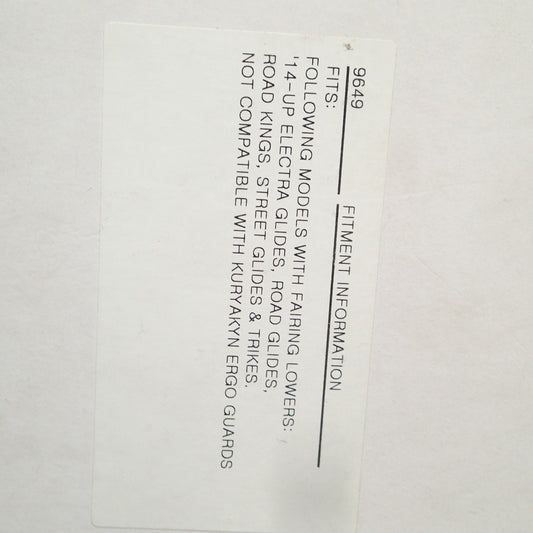 9649
FITMENT INFORMATION
FITS:
FOLLOWING MODELS WITH FAIRING LOWERS:
'14-UP ELECTRA GLIDES, ROAD GLIDES,
ROAD KINGS, STREET GLIDES & TRIKES.
NOT COMPATIBLE WITH KURYAKYN ERGO GUARDS